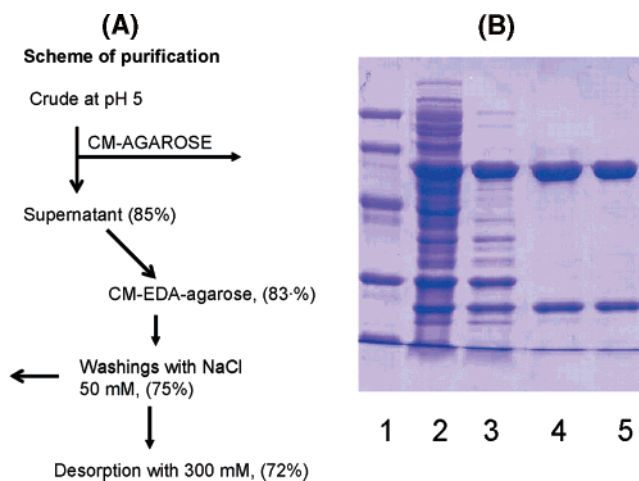 (A)
Scheme of purification
Crude at pH 5
CM-AGAROSE
Supernatant (85%)
CM-EDA-agarose, (83·%)
Washings with NaCl
50 mM, (75%)
Desorption with 300 mM, (72%)
(B)
1 2 3 4 5